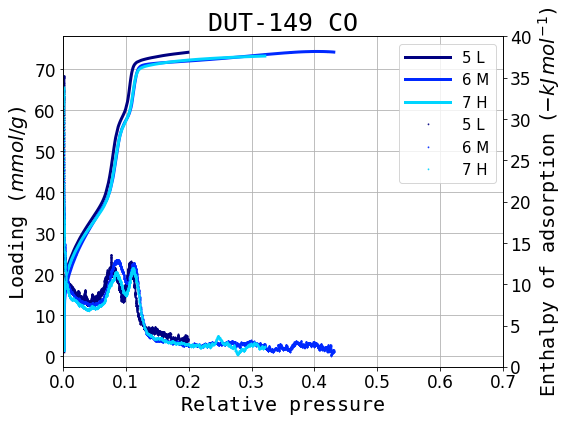 DUT-149 CO
Loading (mmol/g)
70
60
50
40
30
20
10
0
5 L
6 M
7 H
5 L
6 M
7 H
40
35
30
25
20
15
10
5
0
Enthalpy of adsorption (−kJmol⁻¹)
0.0 0.1 0.2 0.3 0.4 0.5 0.6 0.7
Relative pressure